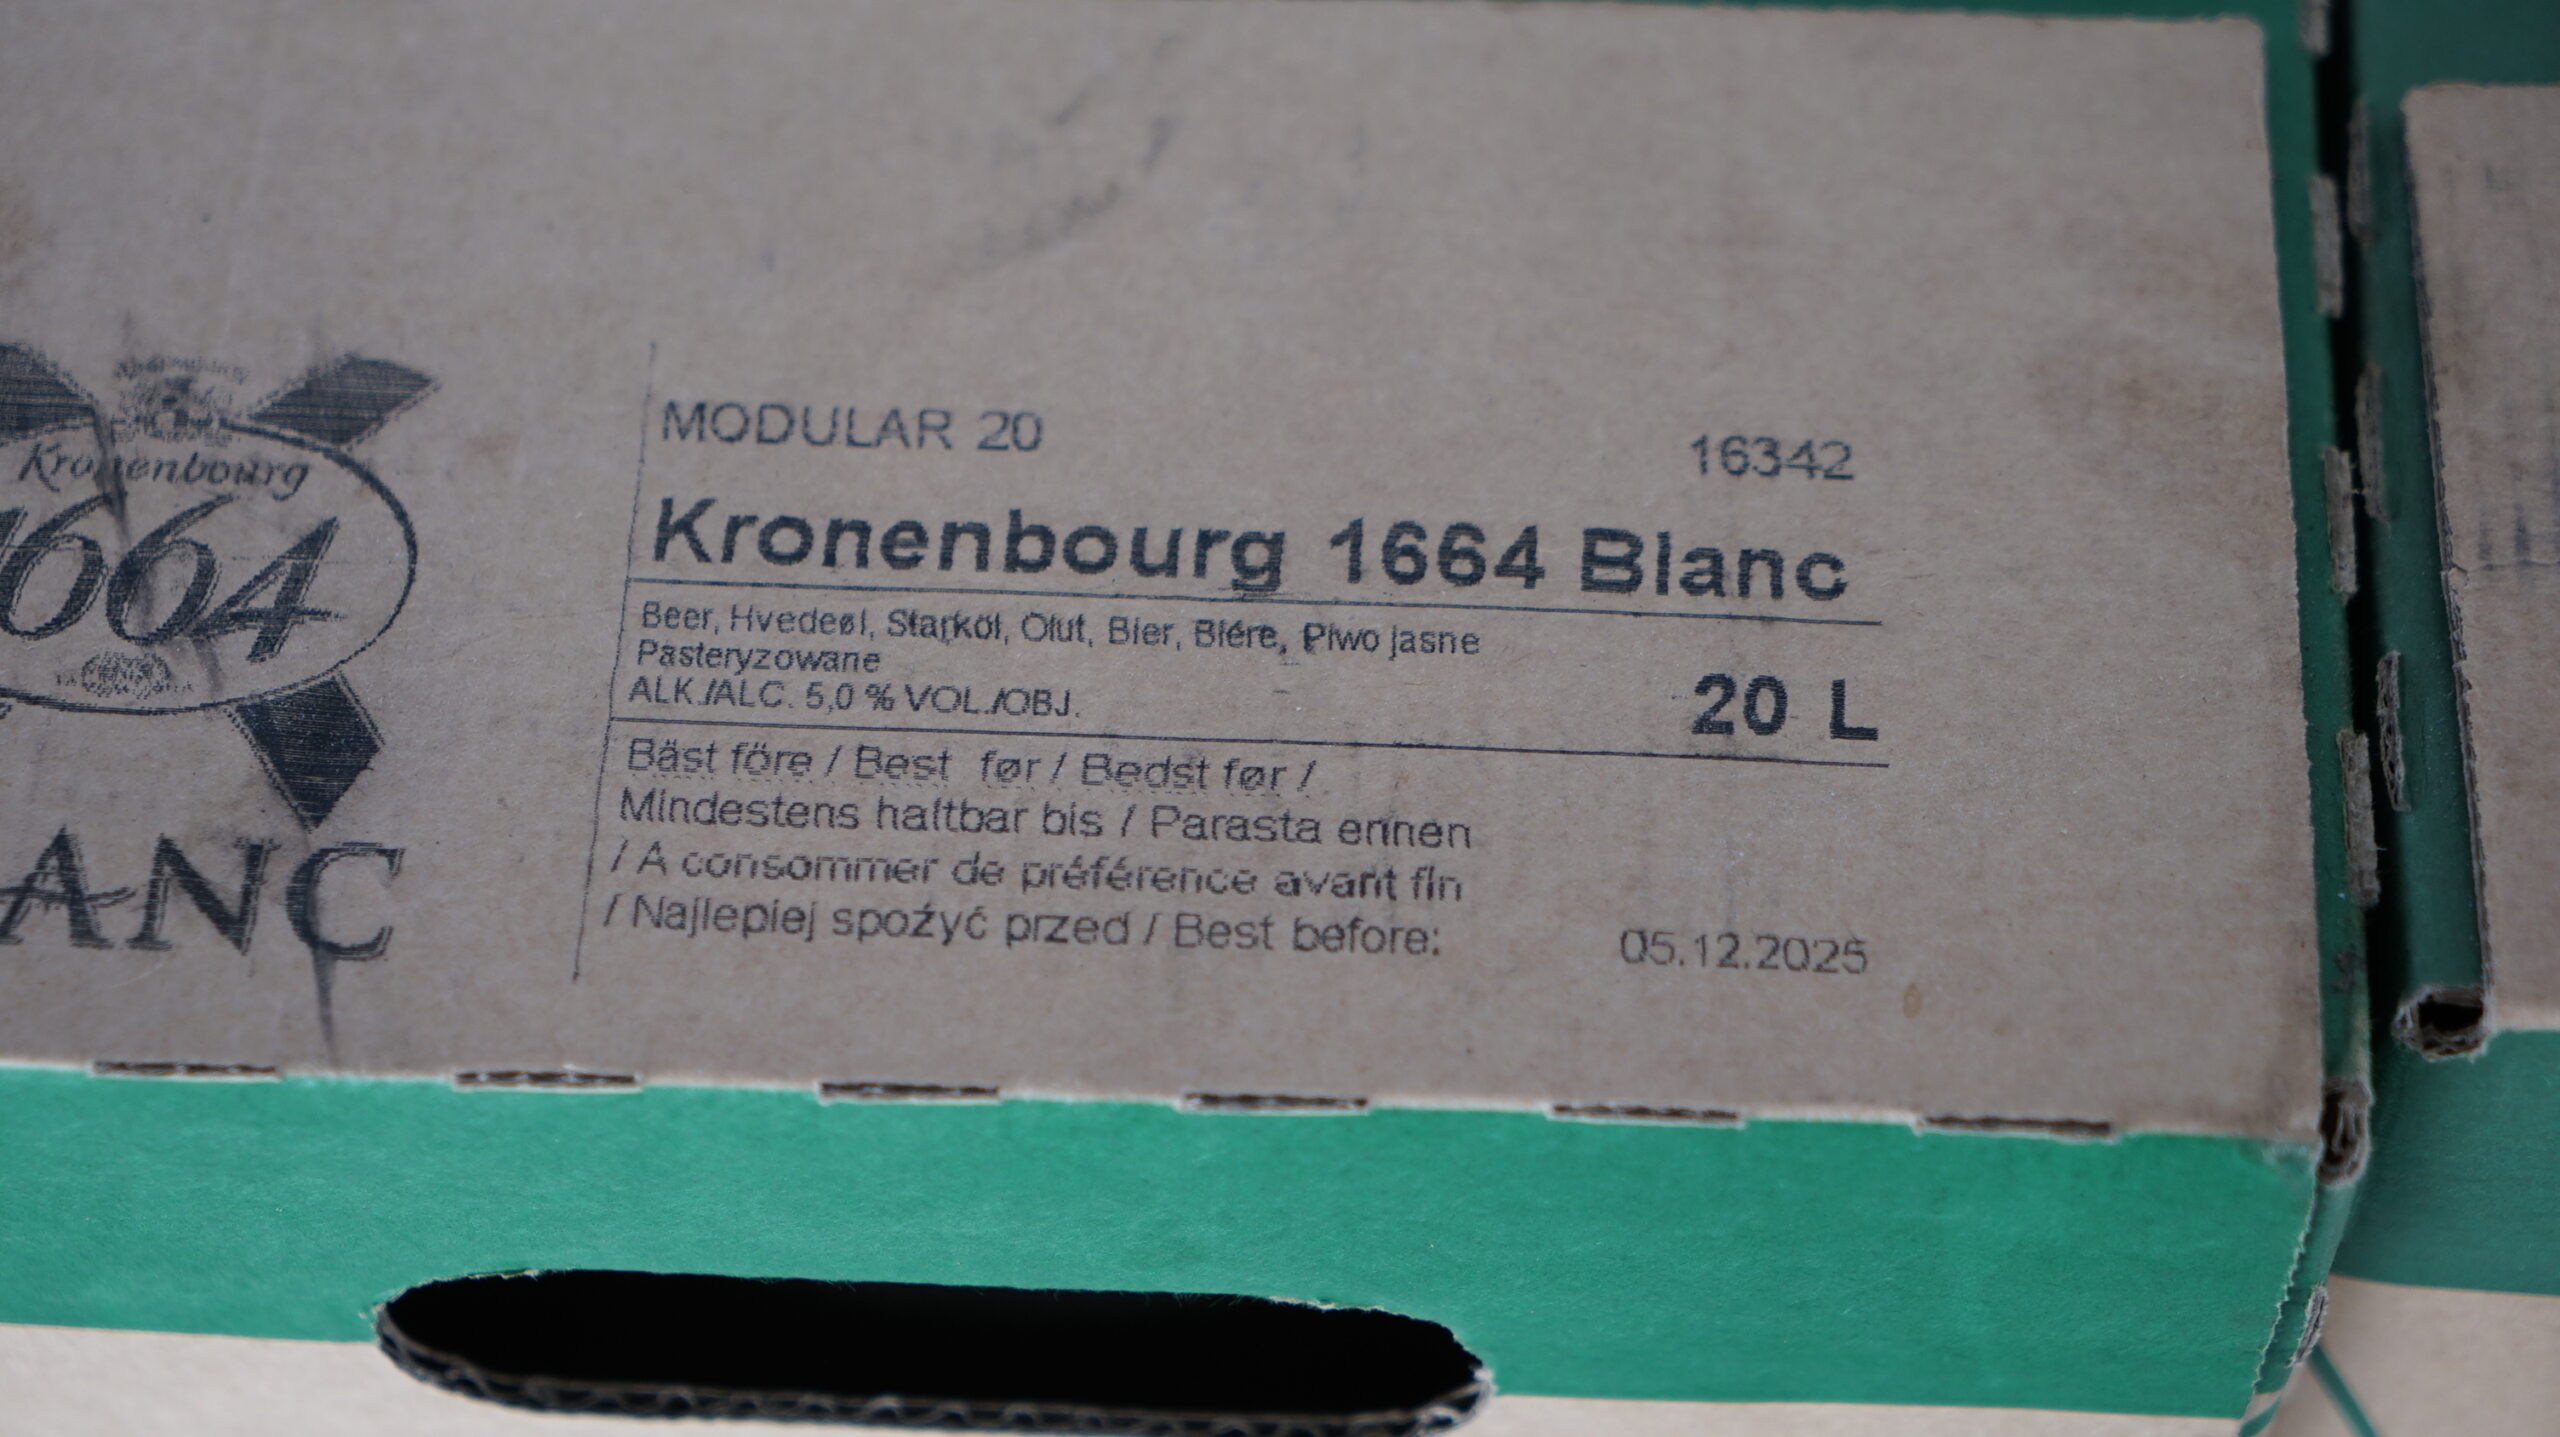 Kronenbourg
1664
ANC
MODULAR 20
16342
Kronenbourg 1664 Blanc
Beer, Hvedeøl, Starköl, Olut, Bier, Biére, Piwo jasne
Pasteryzowane
ALK./ALC. 5,0 % VOL./OBJ.
20 L
Bäst före / Best før / Bedst før /
Mindestens haltbar bis / Parasta ennen
/ A consommer de préférence avant fin
/ Najlepiej spożyć przed / Best before:
05.12.2025